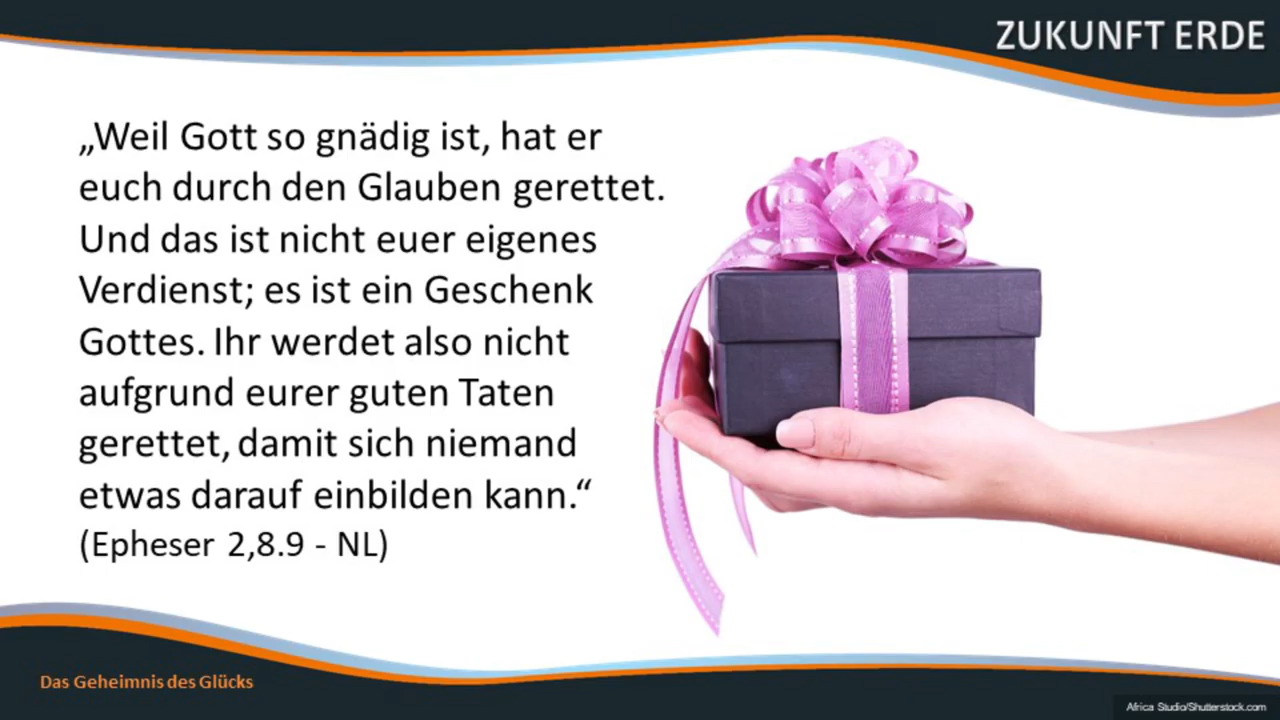 ZUKUNFT ERDE
„Weil Gott so gnädig ist, hat er
euch durch den Glauben gerettet.
Und das ist nicht euer eigenes
Verdienst; es ist ein Geschenk
Gottes. Ihr werdet also nicht
aufgrund eurer guten Taten
gerettet, damit sich niemand
etwas darauf einbilden kann.“
(Epheser 2,8.9 - NL)
Das Geheimnis des Glücks
Africa Studio/Shutterstock.com